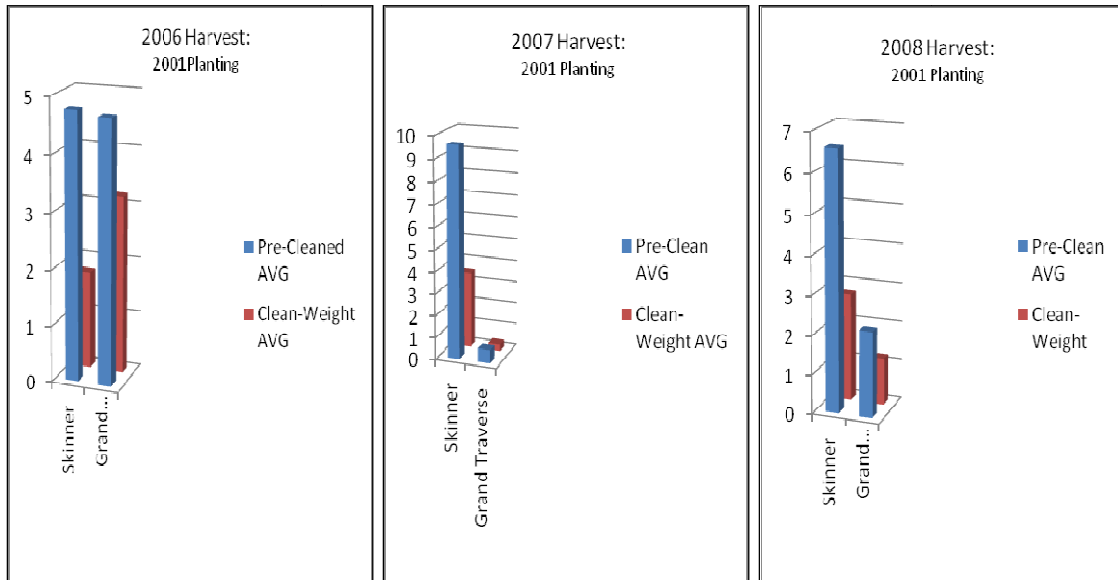 2006 Harvest:
2001Planting
5
4
3
2
1
0
Skinner
Grand...
Pre-Cleaned
AVG
Clean-Weight
AVG
2007 Harvest:
2001 Planting
10
9
8
7
6
5
4
3
2
1
0
Skinner
Grand Traverse
Pre-Clean
AVG
Clean-
Weight AVG
2008 Harvest:
2001 Planting
7
6
5
4
3
2
1
0
Skinner
Grand...
Pre-Clean
AVG
Clean-
Weight